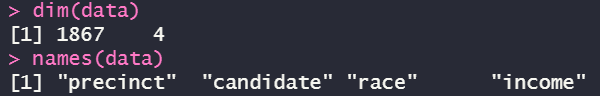 > dim(data)
[1] 1867    4
> names(data)
[1] "precinct"  "candidate" "race"      "income"